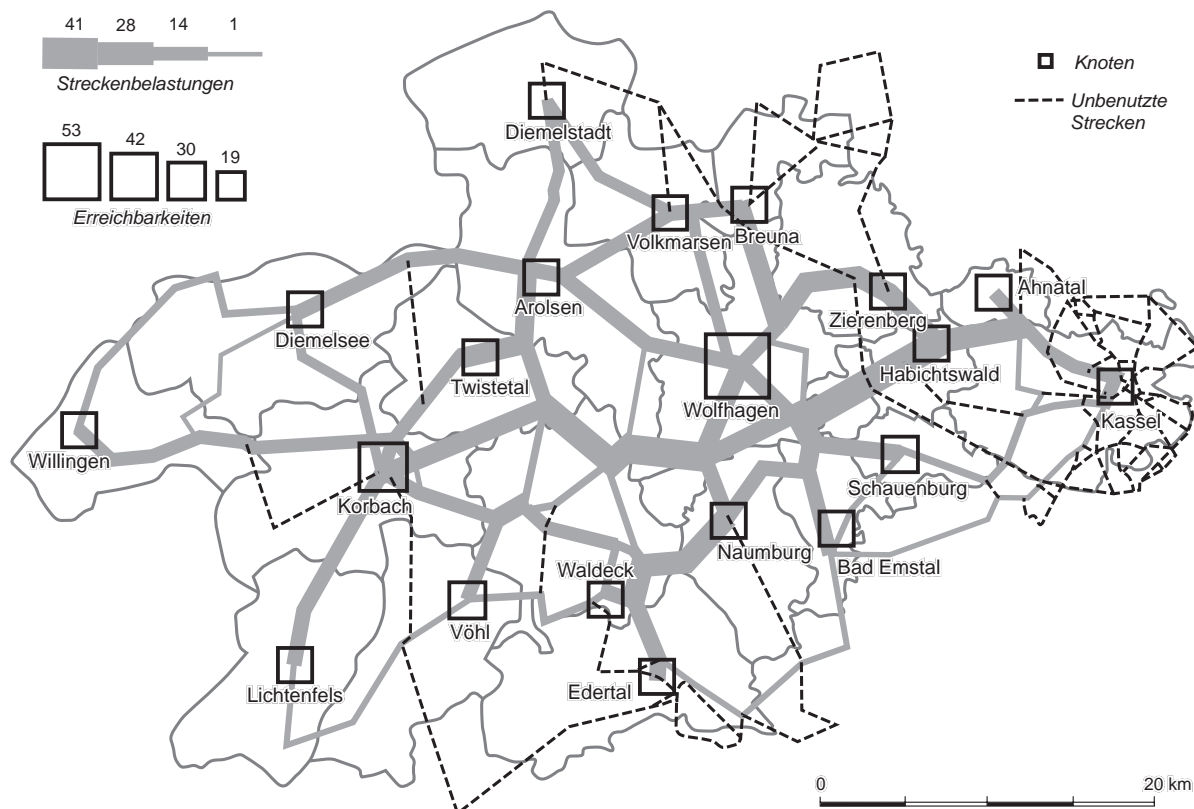 41 28 14 1
Streckenbelastungen
53 42 30 19
Erreichbarkeiten
Knoten
Unbenutzte
Strecken
Diemelstadt
Volkmarsen
Breuna
Arolsen
Zierenberg
Ahnatal
Diemelsee
Twistetal
Wolfhagen
Habichtswald
Kassel
Willingen
Korbach
Schauenburg
Naumburg
Bad Emstal
Waldeck
Vöhl
Edertal
Lichtenfels
0 20 km